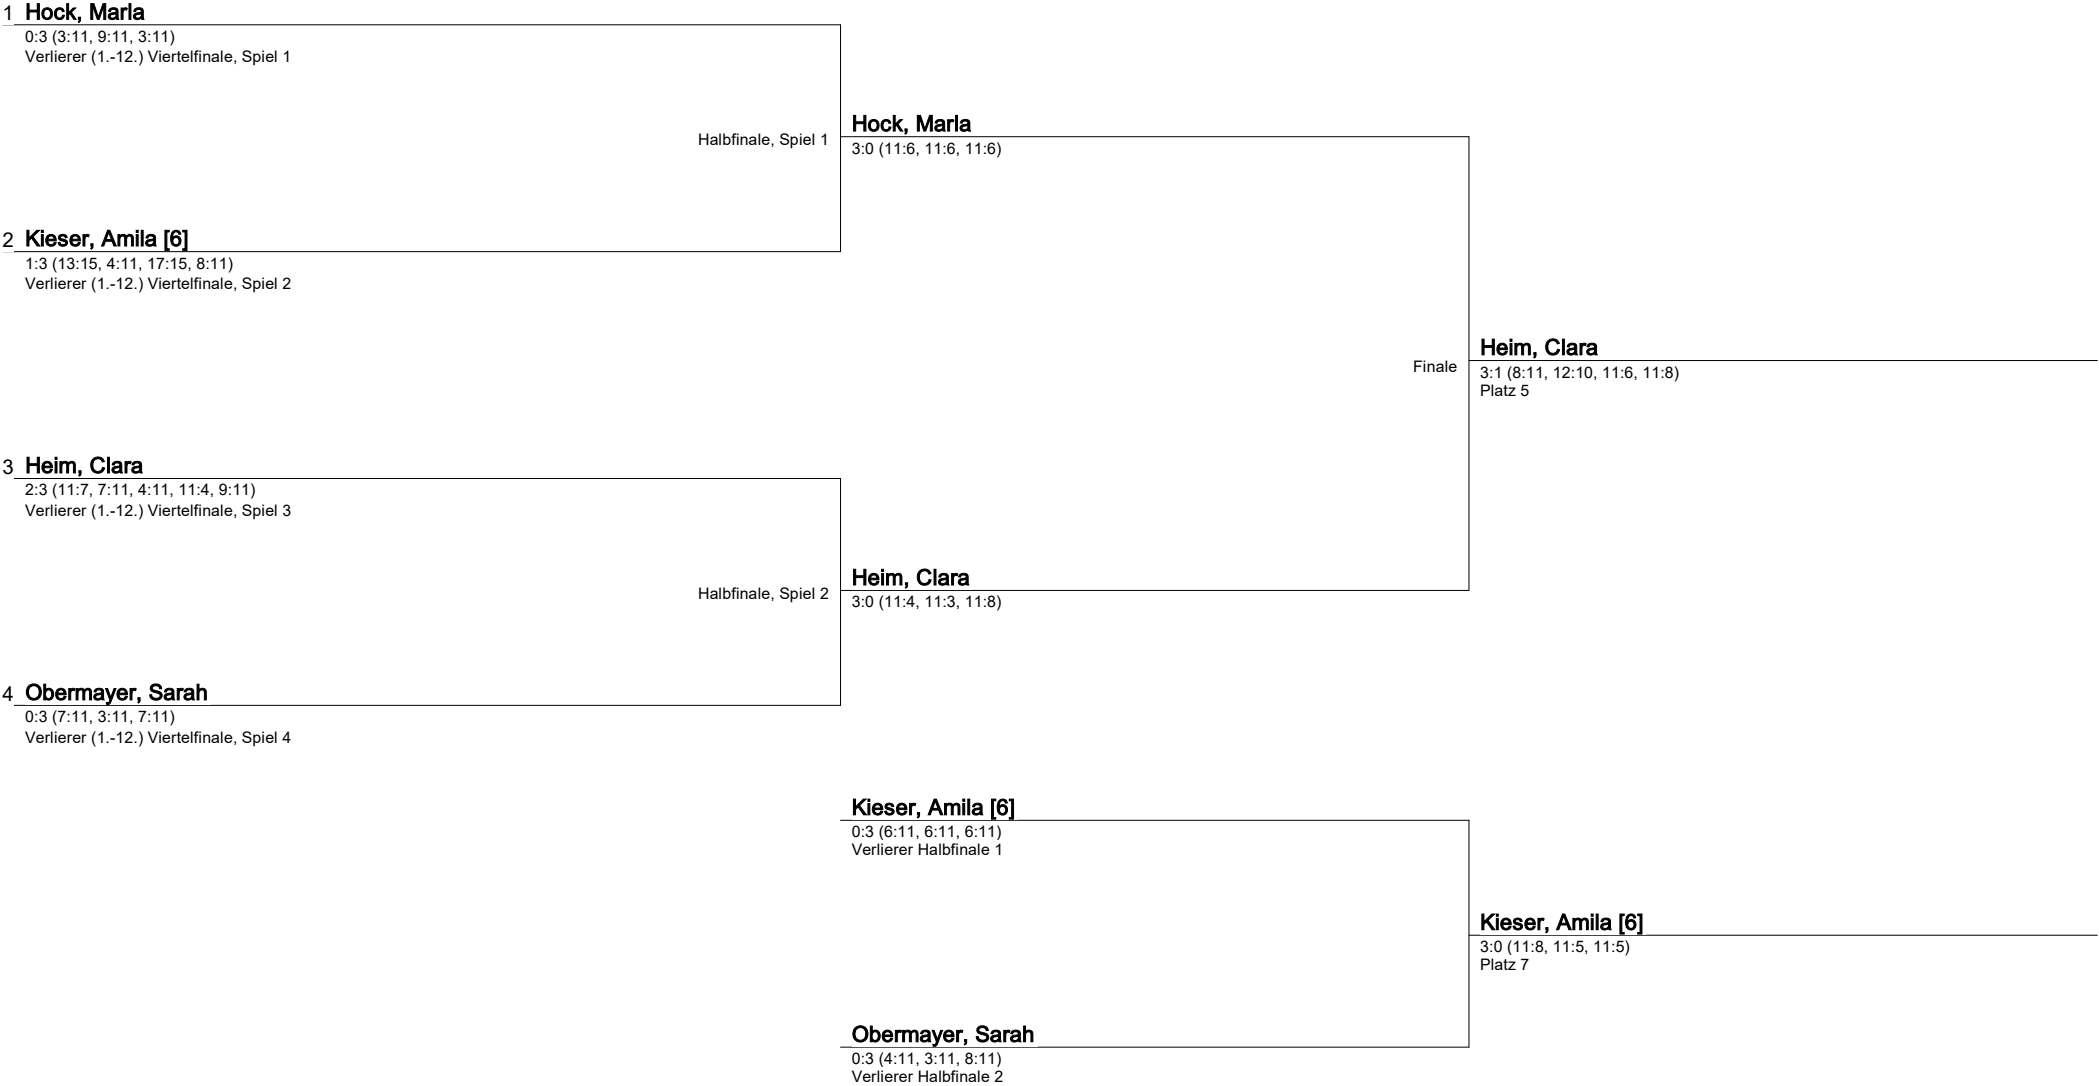 1 Hock, Marla
0:3 (3:11, 9:11, 3:11)
Verlierer (1.-12.) Viertelfinale, Spiel 1
Halbfinale, Spiel 1
Hock, Marla
3:0 (11:6, 11:6, 11:6)
2 Kieser, Amila [6]
1:3 (13:15, 4:11, 17:15, 8:11)
Verlierer (1.-12.) Viertelfinale, Spiel 2
Finale
Heim, Clara
3:1 (8:11, 12:10, 11:6, 11:8)
Platz 5
3 Heim, Clara
2:3 (11:7, 7:11, 4:11, 11:4, 9:11)
Verlierer (1.-12.) Viertelfinale, Spiel 3
Halbfinale, Spiel 2
Heim, Clara
3:0 (11:4, 11:3, 11:8)
4 Obermayer, Sarah
0:3 (7:11, 3:11, 7:11)
Verlierer (1.-12.) Viertelfinale, Spiel 4
Kieser, Amila [6]
0:3 (6:11, 6:11, 6:11)
Verlierer Halbfinale 1
Kieser, Amila [6]
3:0 (11:8, 11:5, 11:5)
Platz 7
Obermayer, Sarah
0:3 (4:11, 3:11, 8:11)
Verlierer Halbfinale 2